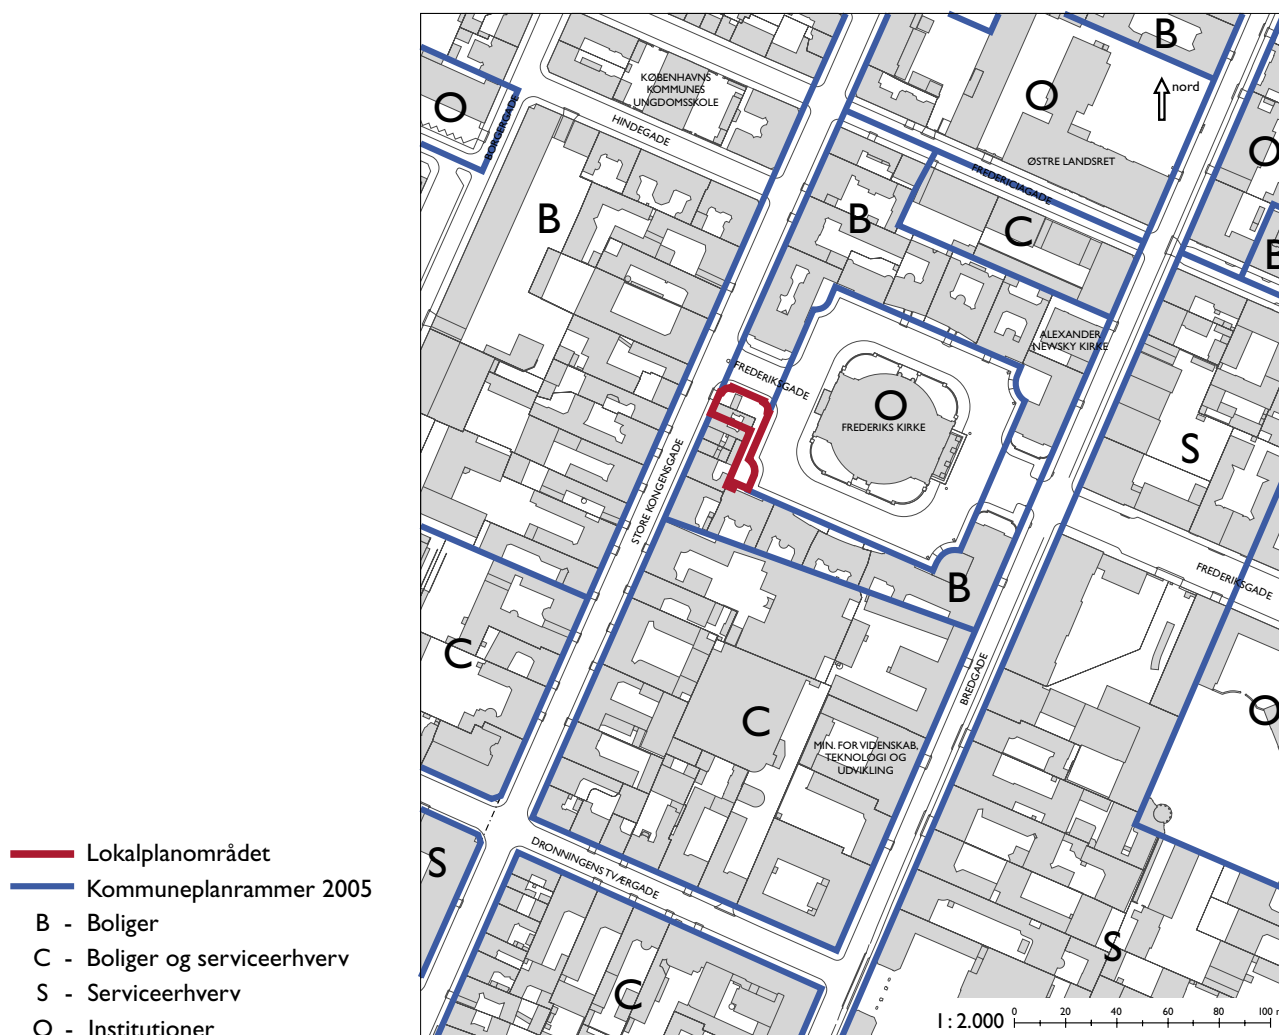 B
nord
O
KØBENHAVNS
KOMMUNES
UNGDOMSSKOLE
O
BORGERGADE
HINDEGADE
ØSTRE LANDSRET
O
FREDERICIAGADE
B
B
C
ALEXANDER
NEWSKY KIRKE
FREDERIKSGADE
O
FREDERIKS KIRKE
S
STORE KONGENSGADE
FREDERIKSGADE
B
C
BREDGADE
O
C
MIN. FOR VIDENSKAB,
TEKNOLOGI OG
UDVIKLING
DRONNINGENS TVÆRGADE
S
S
C
Lokalplanområdet
Kommuneplanrammer 2005
B - Boliger
C - Boliger og serviceerhverv
S - Serviceerhverv
O - Institutioner
1 : 2.000
0 20 40 60 80 100